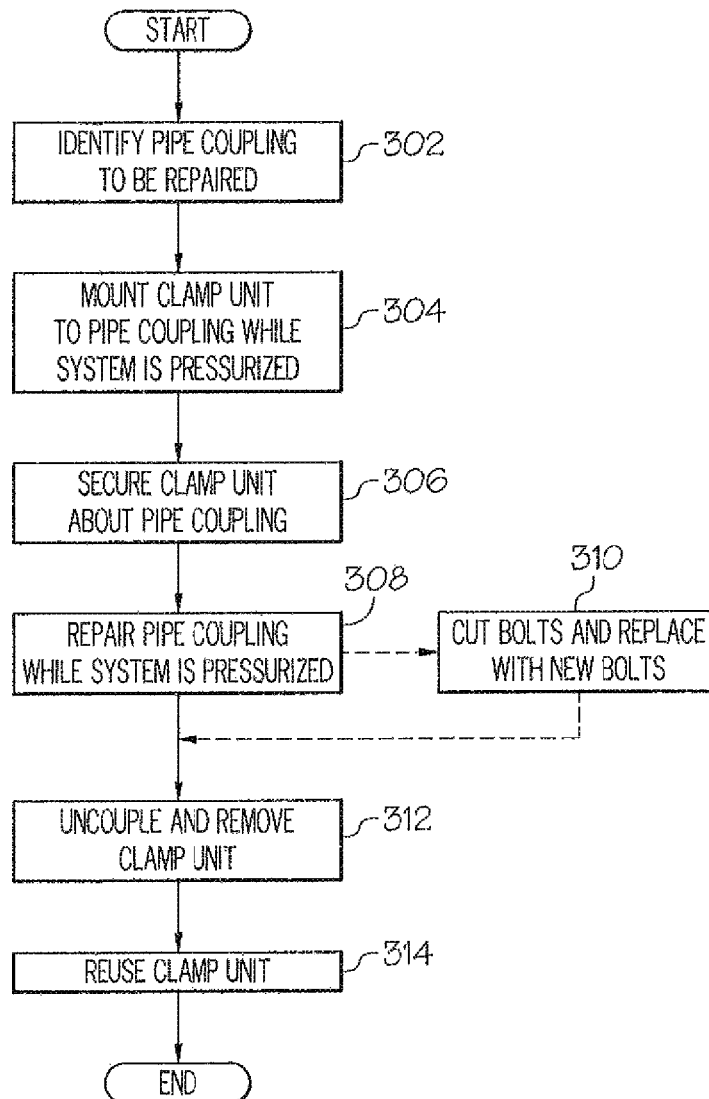 START
IDENTIFY PIPE COUPLING
TO BE REPAIRED
302
MOUNT CLAMP UNIT
TO PIPE COUPLING WHILE
SYSTEM IS PRESSURIZED
304
SECURE CLAMP UNIT
ABOUT PIPE COUPLING
306
REPAIR PIPE COUPLING
WHILE SYSTEM IS PRESSURIZED
308
CUT BOLTS AND REPLACE
WITH NEW BOLTS
310
UNCOUPLE AND REMOVE
CLAMP UNIT
312
REUSE CLAMP UNIT
314
END